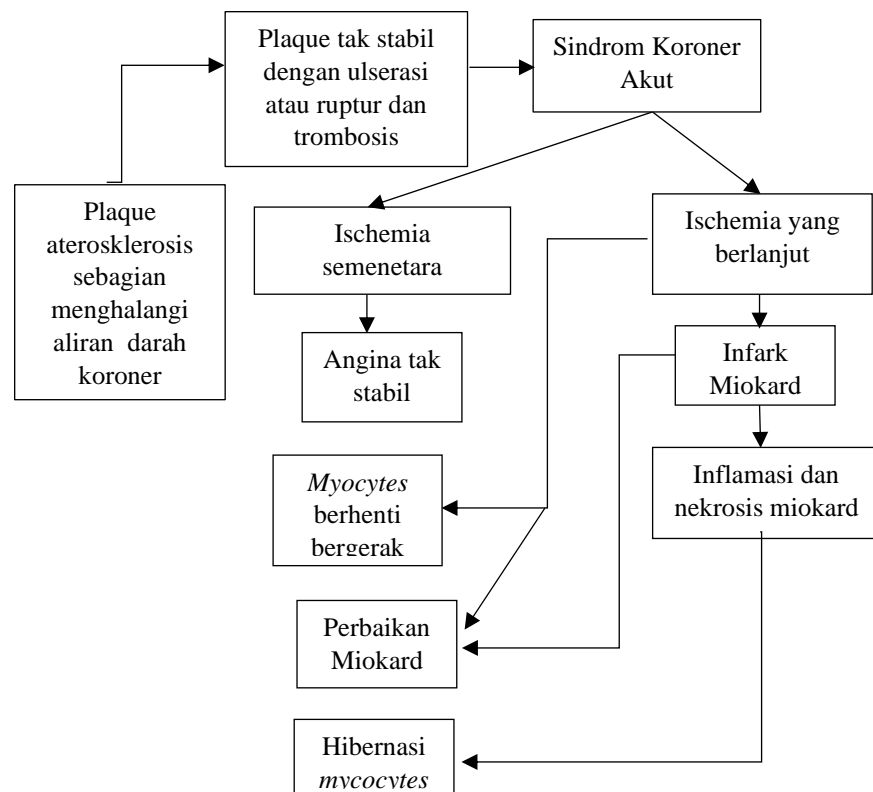 Plaque tak stabil
dengan ulserasi
atau ruptur dan
trombosis
Sindrom Koroner
Akut
Plaque
aterosklerosis
sebagian
menghalangi
aliran darah
koroner
Ischemia
semenetara
Ischemia yang
berlanjut
Angina tak
stabil
Infark
Miokard
Myocytes
berhenti
bergerak
Inflamasi dan
nekrosis miokard
Perbaikan
Miokard
Hibernasi
mycocytes